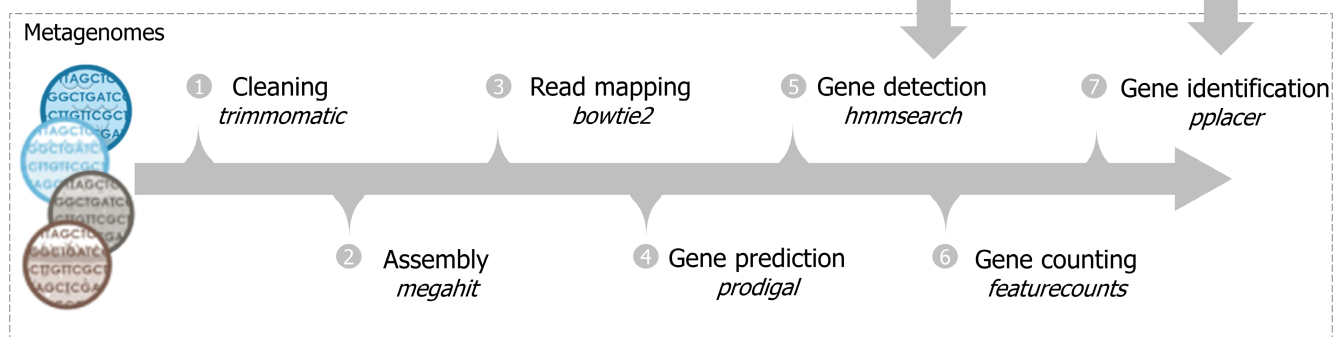 Metagenomes
1 Cleaning
trimmomatic
3 Read mapping
bowtie2
5 Gene detection
hmmsearch
7 Gene identification
pplacer
2 Assembly
megahit
4 Gene prediction
prodigal
6 Gene counting
featurecounts
GGCTGATC